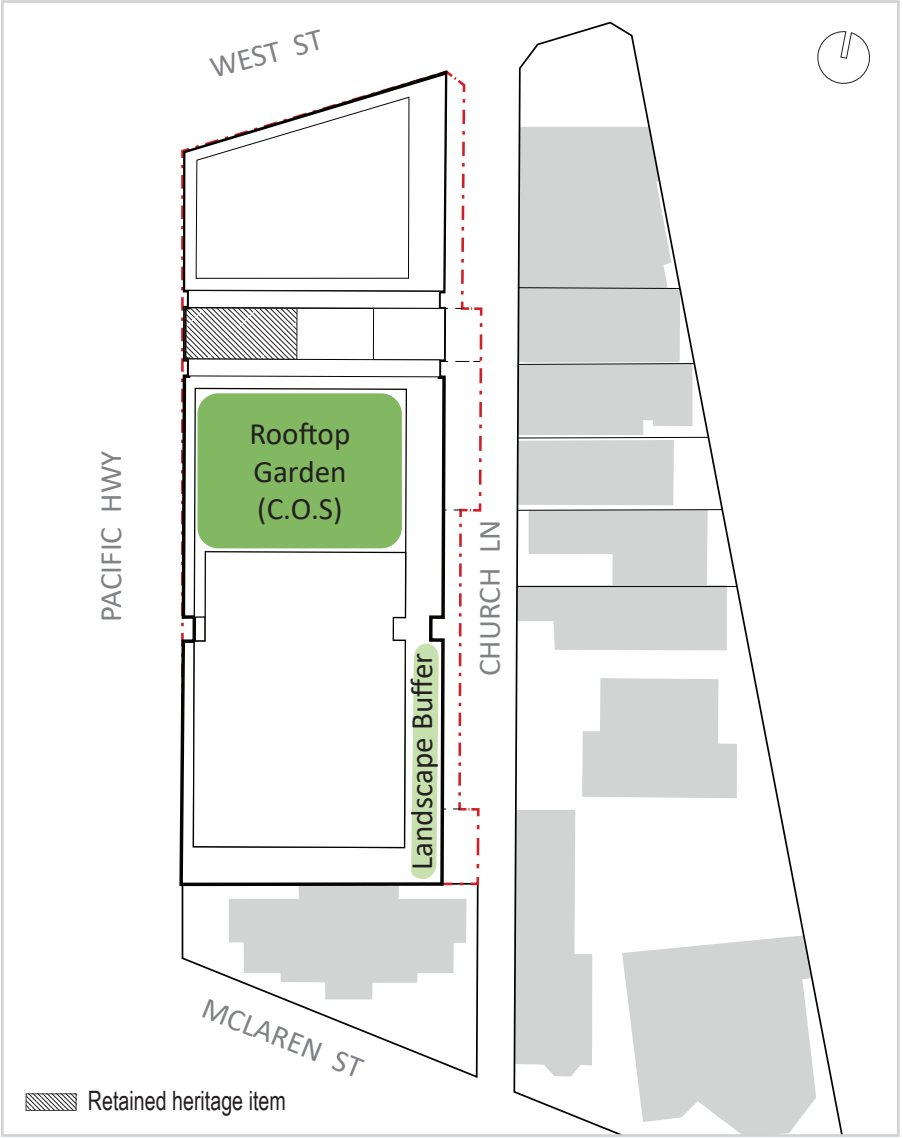 WEST ST
Rooftop
Garden
(C.O.S)
PACIFIC HWY
CHURCH LN
Landscape Buffer
MCLAREN ST
Retained heritage item